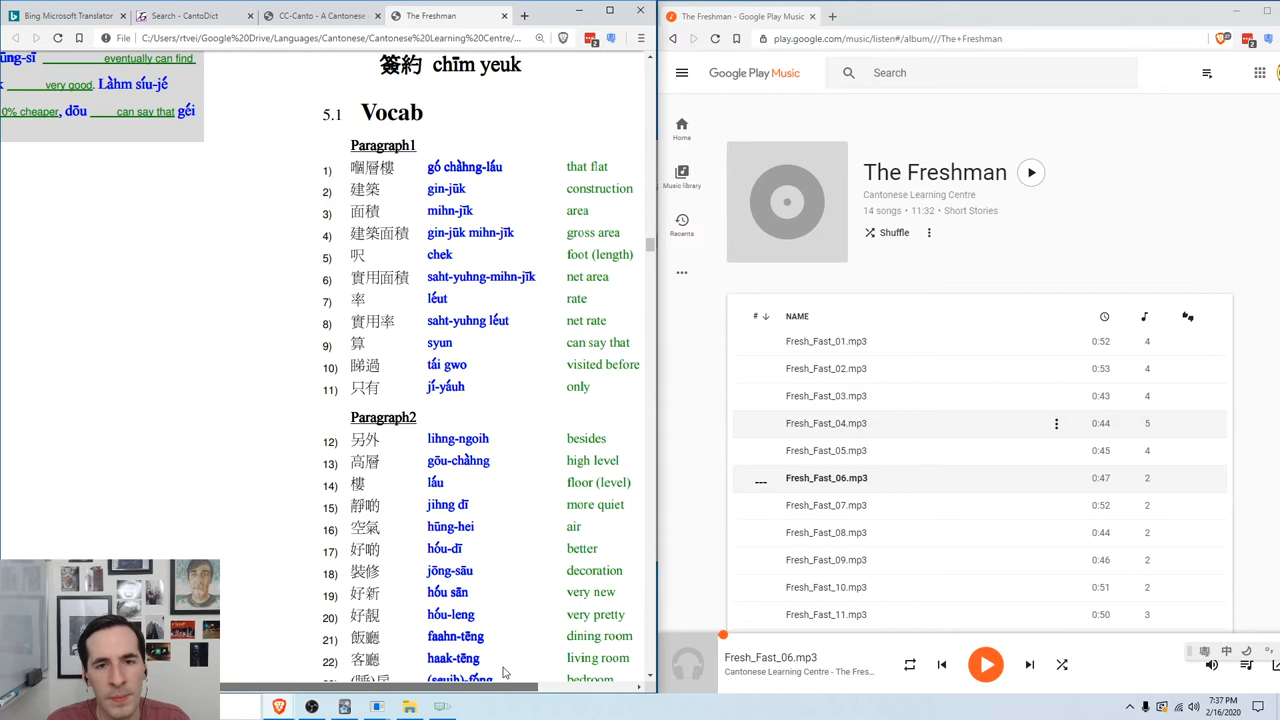 Bing Microsoft Translator
Search - CantoDict
CC-Canto - A Cantonese
The Freshman
File
C:/Users/rtvei/Google%20Drive/Languages/Cantonese/Cantonese%20Learning%20Centre/...
eventually can find
very good. Làhm síu-jé
0% cheaper, dōu can say that géi
簽約 chīm yeuk
5.1 Vocab
Paragraph1
1) 嗰層樓 gó chàhng-láu that flat
2) 建築 gin-jūk construction
3) 面積 mihn-jīk area
4) 建築面積 gin-jūk mihn-jīk gross area
5) 呎 chek foot (length)
6) 實用面積 saht-yuhng-mihn-jīk net area
7) 率 léut rate
8) 實用率 saht-yuhng léut net rate
9) 算 syun can say that
10) 睇過 tái gwo visited before
11) 只有 jí-yáuh only
Paragraph2
12) 另外 lihng-ngoih besides
13) 高層 gōu-chàhng high level
14) 樓 láu floor (level)
15) 靜啲 jihng dī more quiet
16) 空氣 hūng-hei air
17) 好啲 hóu-dī better
18) 裝修 jōng-sāu decoration
19) 好新 hóu sān very new
20) 好靚 hóu-leng very pretty
21) 飯廳 faahn-tēng dining room
22) 客廳 haak-tēng living room
(seuih)-fóng bedroom
The Freshman - Google Play Music
play.google.com/music/listen#/album///The+Freshman
Google Play Music
Search
Home
Music library
Recents
The Freshman
Cantonese Learning Centre
14 songs • 11:32 • Short Stories
Shuffle
# NAME
Fresh_Fast_01.mp3 0:52 4
Fresh_Fast_02.mp3 0:53 4
Fresh_Fast_03.mp3 0:43 4
Fresh_Fast_04.mp3 0:44 5
Fresh_Fast_05.mp3 0:45 4
Fresh_Fast_06.mp3 0:47 2
Fresh_Fast_07.mp3 0:52 2
Fresh_Fast_08.mp3 0:44 2
Fresh_Fast_09.mp3 0:46 2
Fresh_Fast_10.mp3 0:51 2
Fresh_Fast_11.mp3 0:50 3
Fresh_Fast_06.mp3
Cantonese Learning Centre - The Fres...
中
7:37 PM
2/16/2020